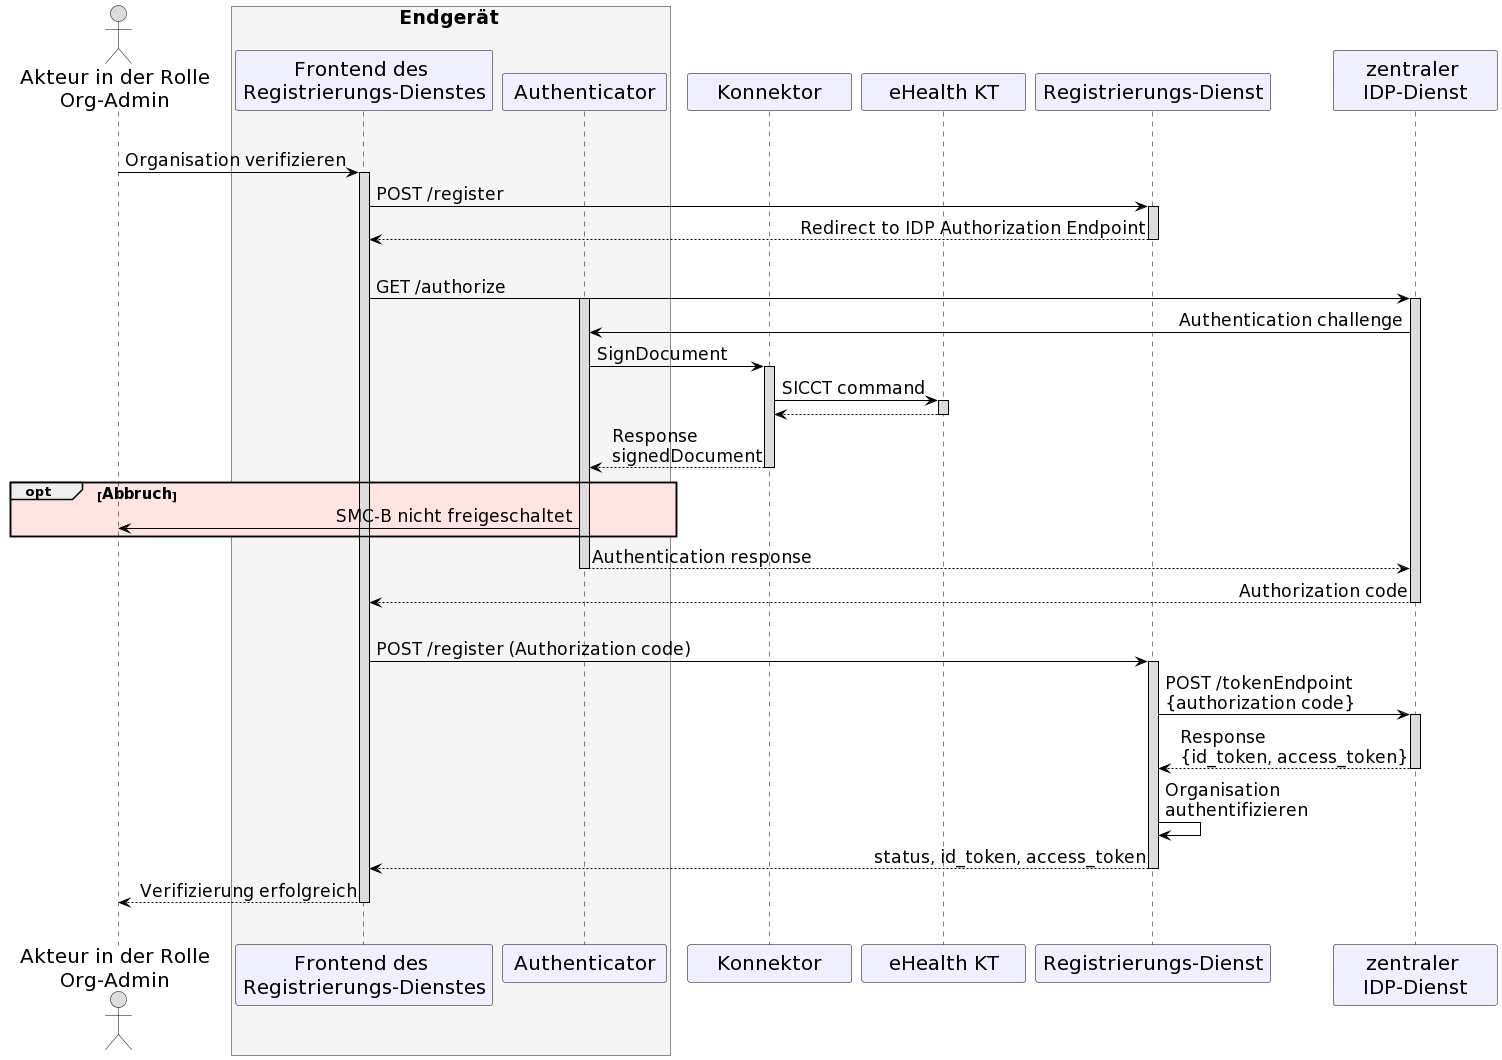 Endgerät
Akteur in der Rolle
Org-Admin
Frontend des
Registrierungs-Dienstes
Authenticator
Konnektor
eHealth KT
Registrierungs-Dienst
zentraler
IDP-Dienst
Organisation verifizieren
POST /register
Redirect to IDP Authorization Endpoint
GET /authorize
Authentication challenge
SignDocument
SICCT command
Response
signedDocument
opt
[Abbruch]
SMC-B nicht freigeschaltet
Authentication response
Authorization code
POST /register (Authorization code)
POST /tokenEndpoint
{authorization code}
Response
{id_token, access_token}
Organisation
authentifizieren
status, id_token, access_token
Verifizierung erfolgreich
Akteur in der Rolle
Org-Admin
Frontend des
Registrierungs-Dienstes
Authenticator
Konnektor
eHealth KT
Registrierungs-Dienst
zentraler
IDP-Dienst